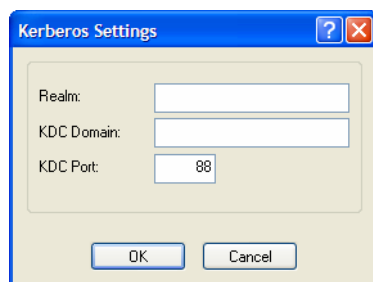 Kerberos Settings
Realm:
KDC Domain:
KDC Port: 88
OK Cancel